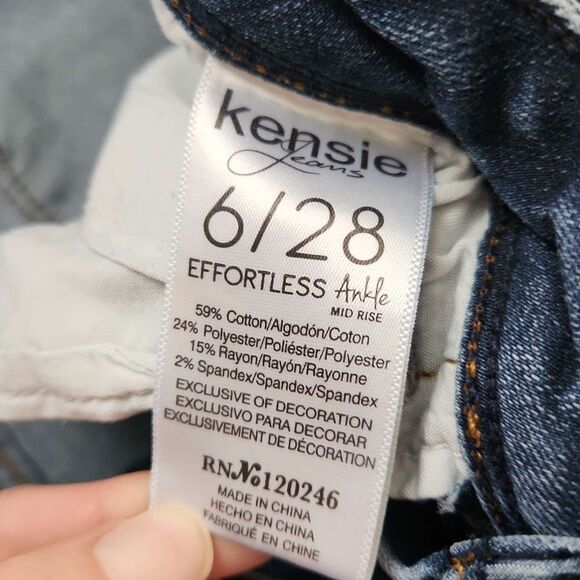 kensie
Jeans
6/28
EFFORTLESS Ankle
MID RISE
59% Cotton/Algodón/Coton
24% Polyester/Poliéster/Polyester
15% Rayon/Rayón/Rayonne
2% Spandex/Spandex/Spandex
EXCLUSIVE OF DECORATION
EXCLUSIVO PARA DECORAR
EXCLUSIVEMENT DE DÉCORATION
RN No 120246
MADE IN CHINA
HECHO EN CHINA
FABRIQUÉ EN CHINE